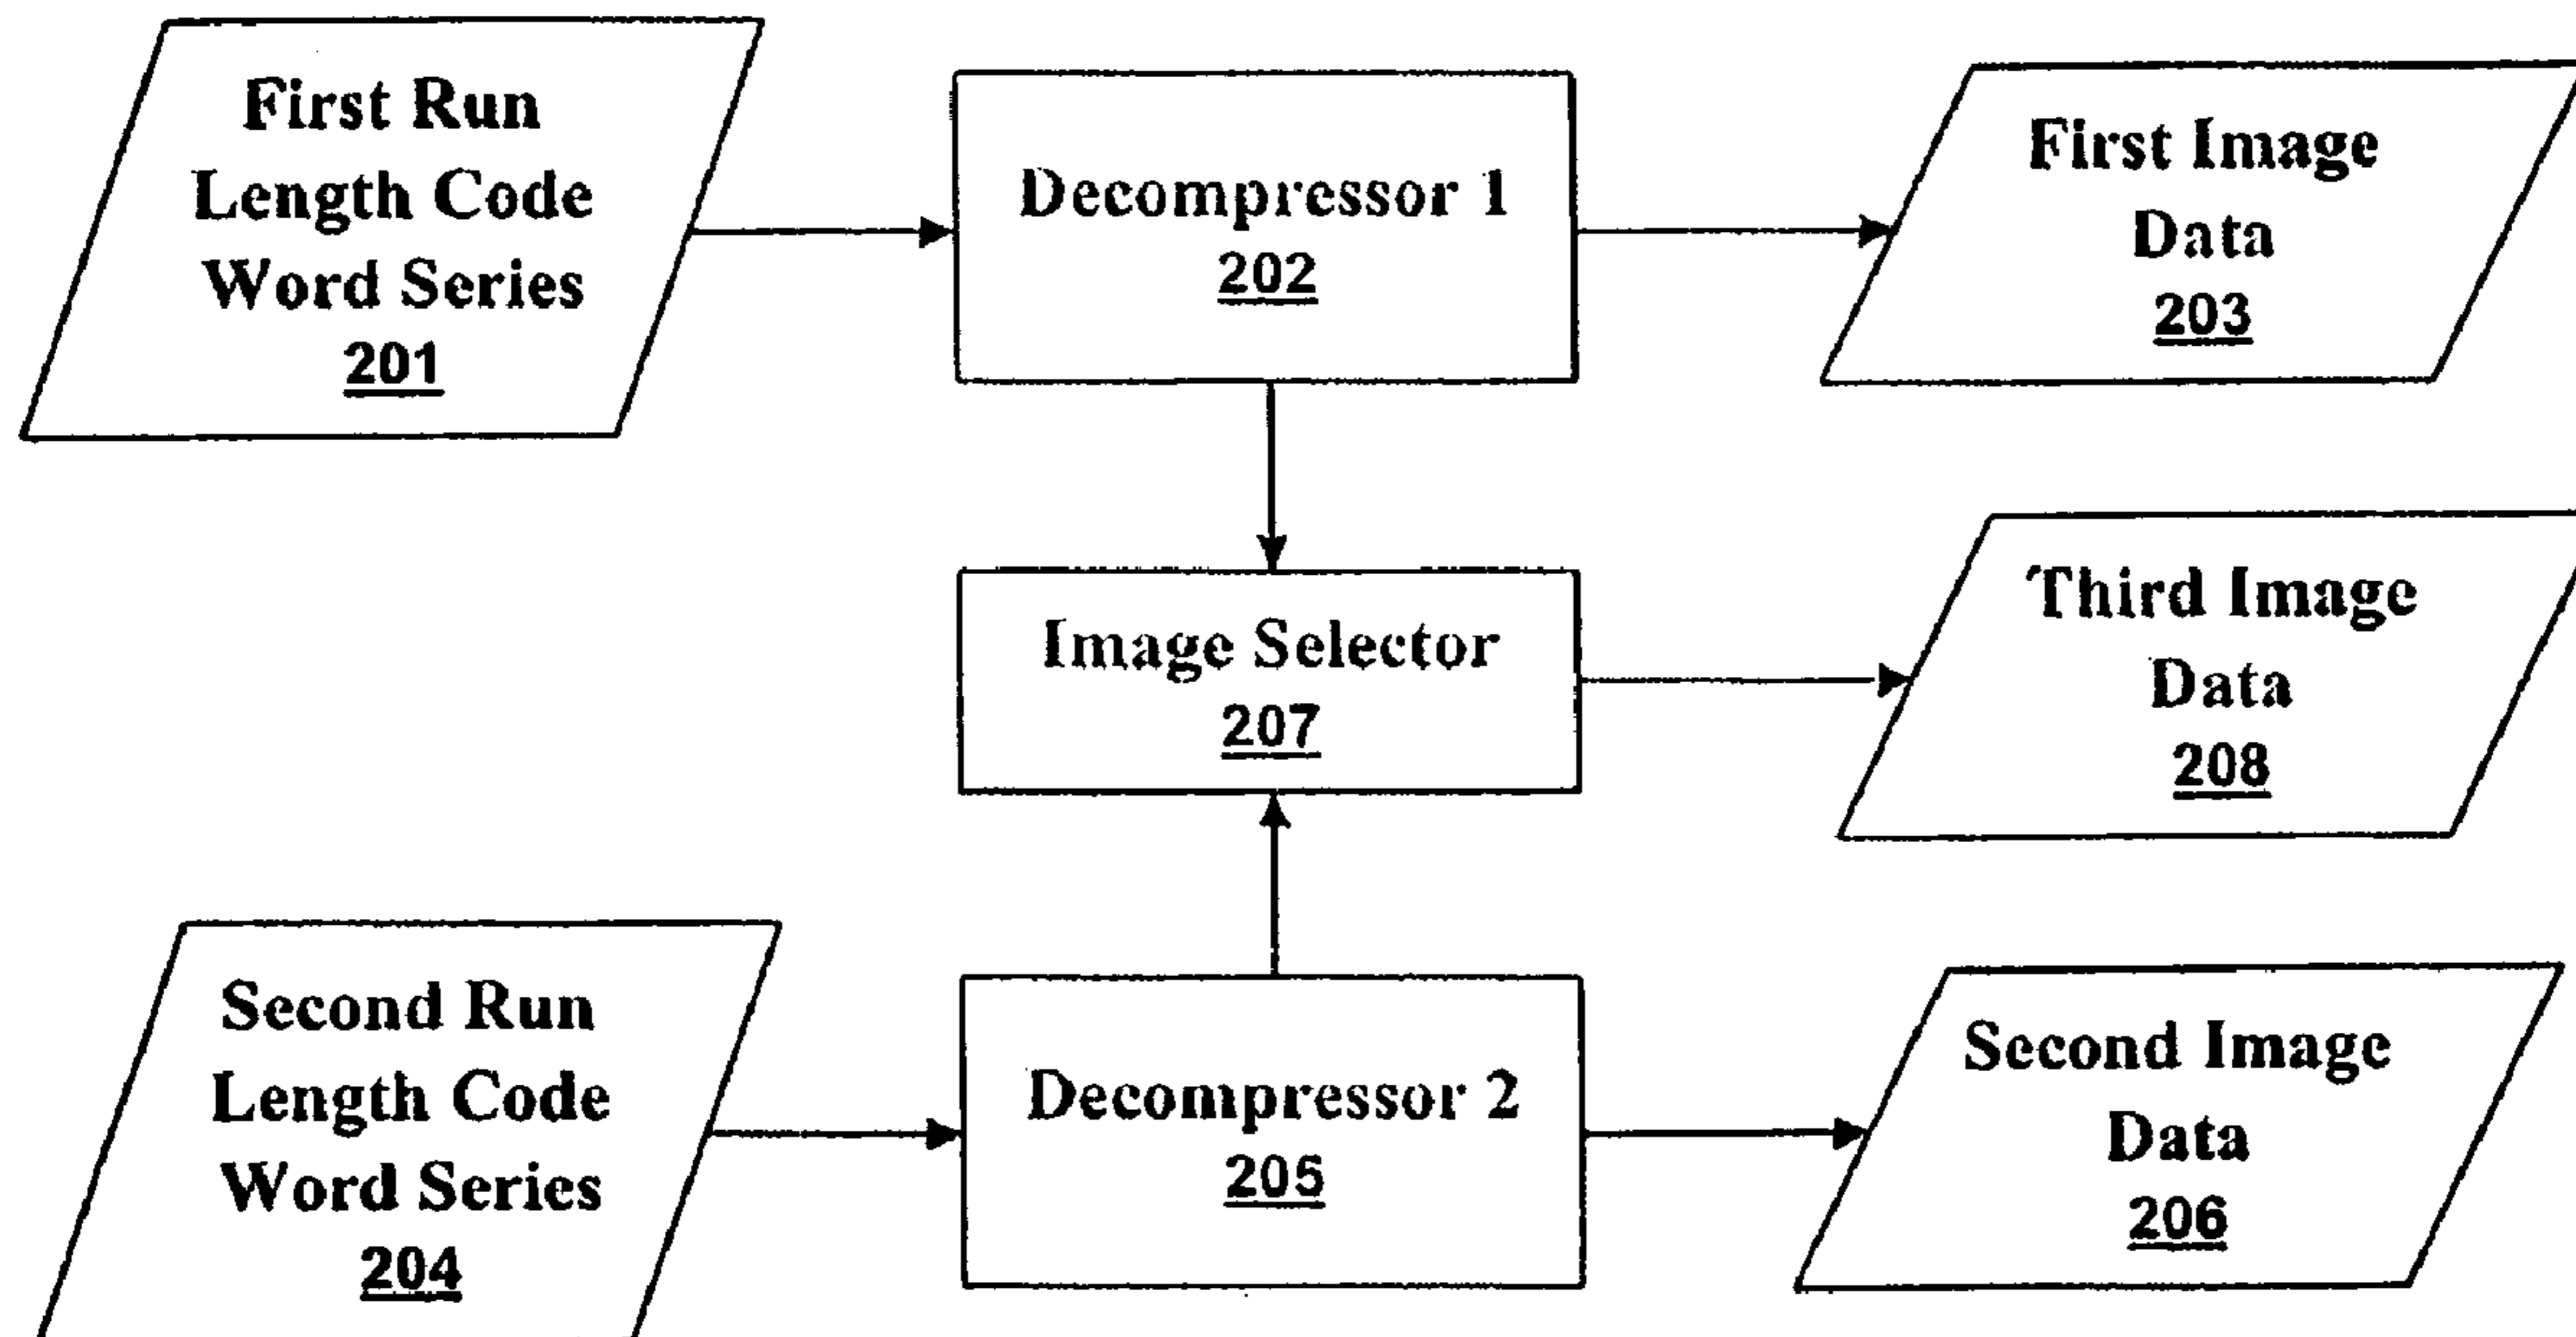 First Run
Length Code
Word Series
201
Decompressor 1
202
First Image
Data
203
Image Selector
207
Third Image
Data
208
Second Run
Length Code
Word Series
204
Decompressor 2
205
Second Image
Data
206